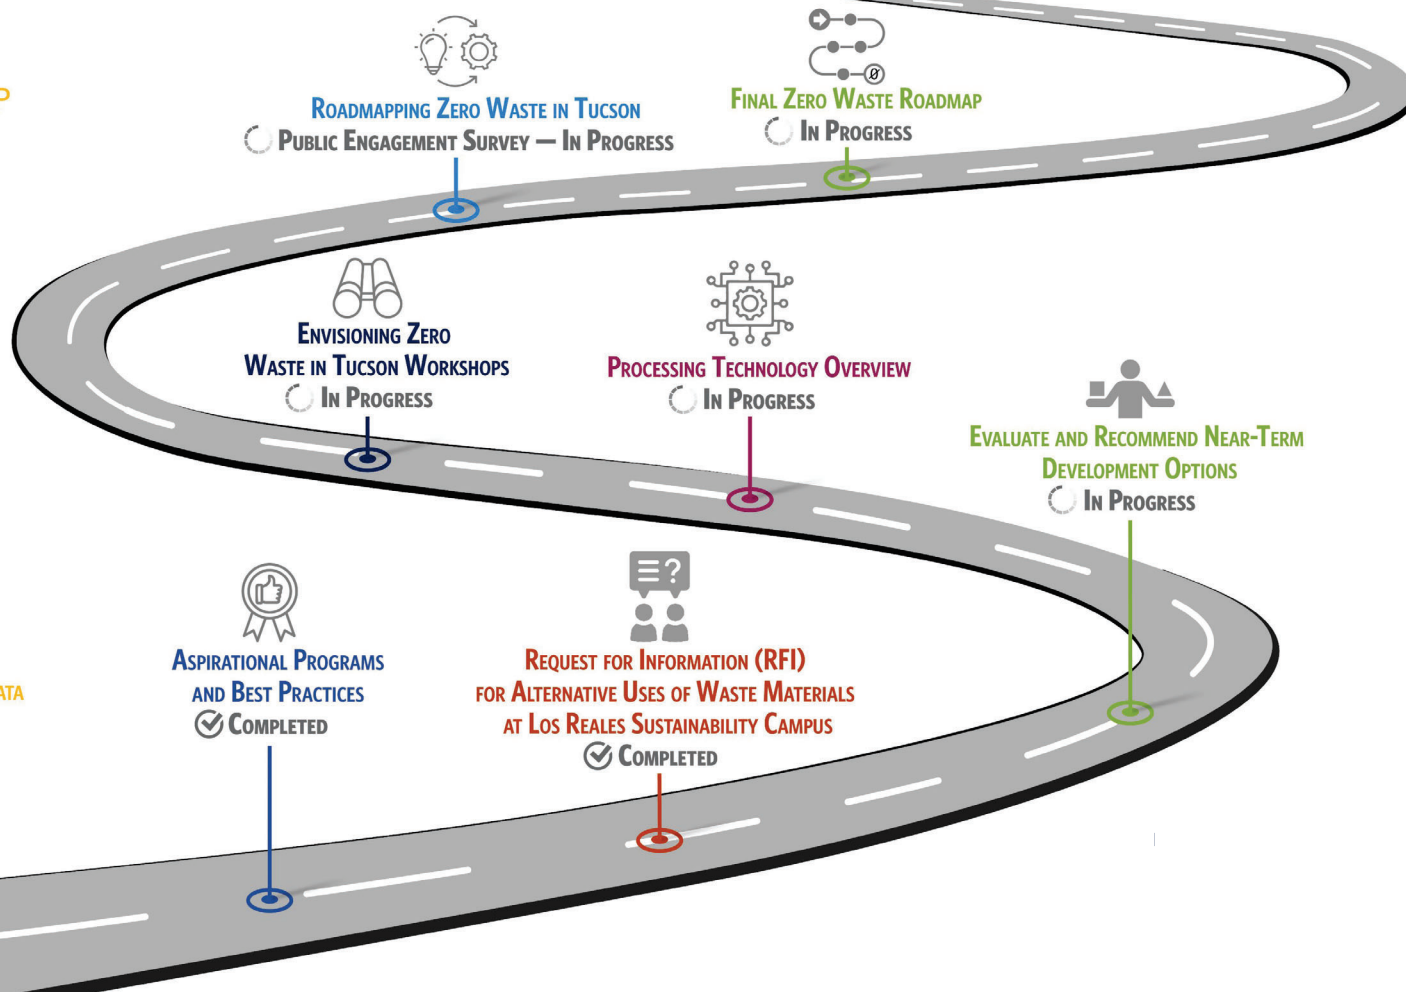 P
ROADMAPPING ZERO WASTE IN TUCSON
PUBLIC ENGAGEMENT SURVEY — IN PROGRESS
FINAL ZERO WASTE ROADMAP
IN PROGRESS
ENVISIONING ZERO
WASTE IN TUCSON WORKSHOPS
IN PROGRESS
PROCESSING TECHNOLOGY OVERVIEW
IN PROGRESS
EVALUATE AND RECOMMEND NEAR-TERM
DEVELOPMENT OPTIONS
IN PROGRESS
?
ASPIRATIONAL PROGRAMS
AND BEST PRACTICES
COMPLETED
REQUEST FOR INFORMATION (RFI)
FOR ALTERNATIVE USES OF WASTE MATERIALS
AT LOS REALES SUSTAINABILITY CAMPUS
COMPLETED
ATA